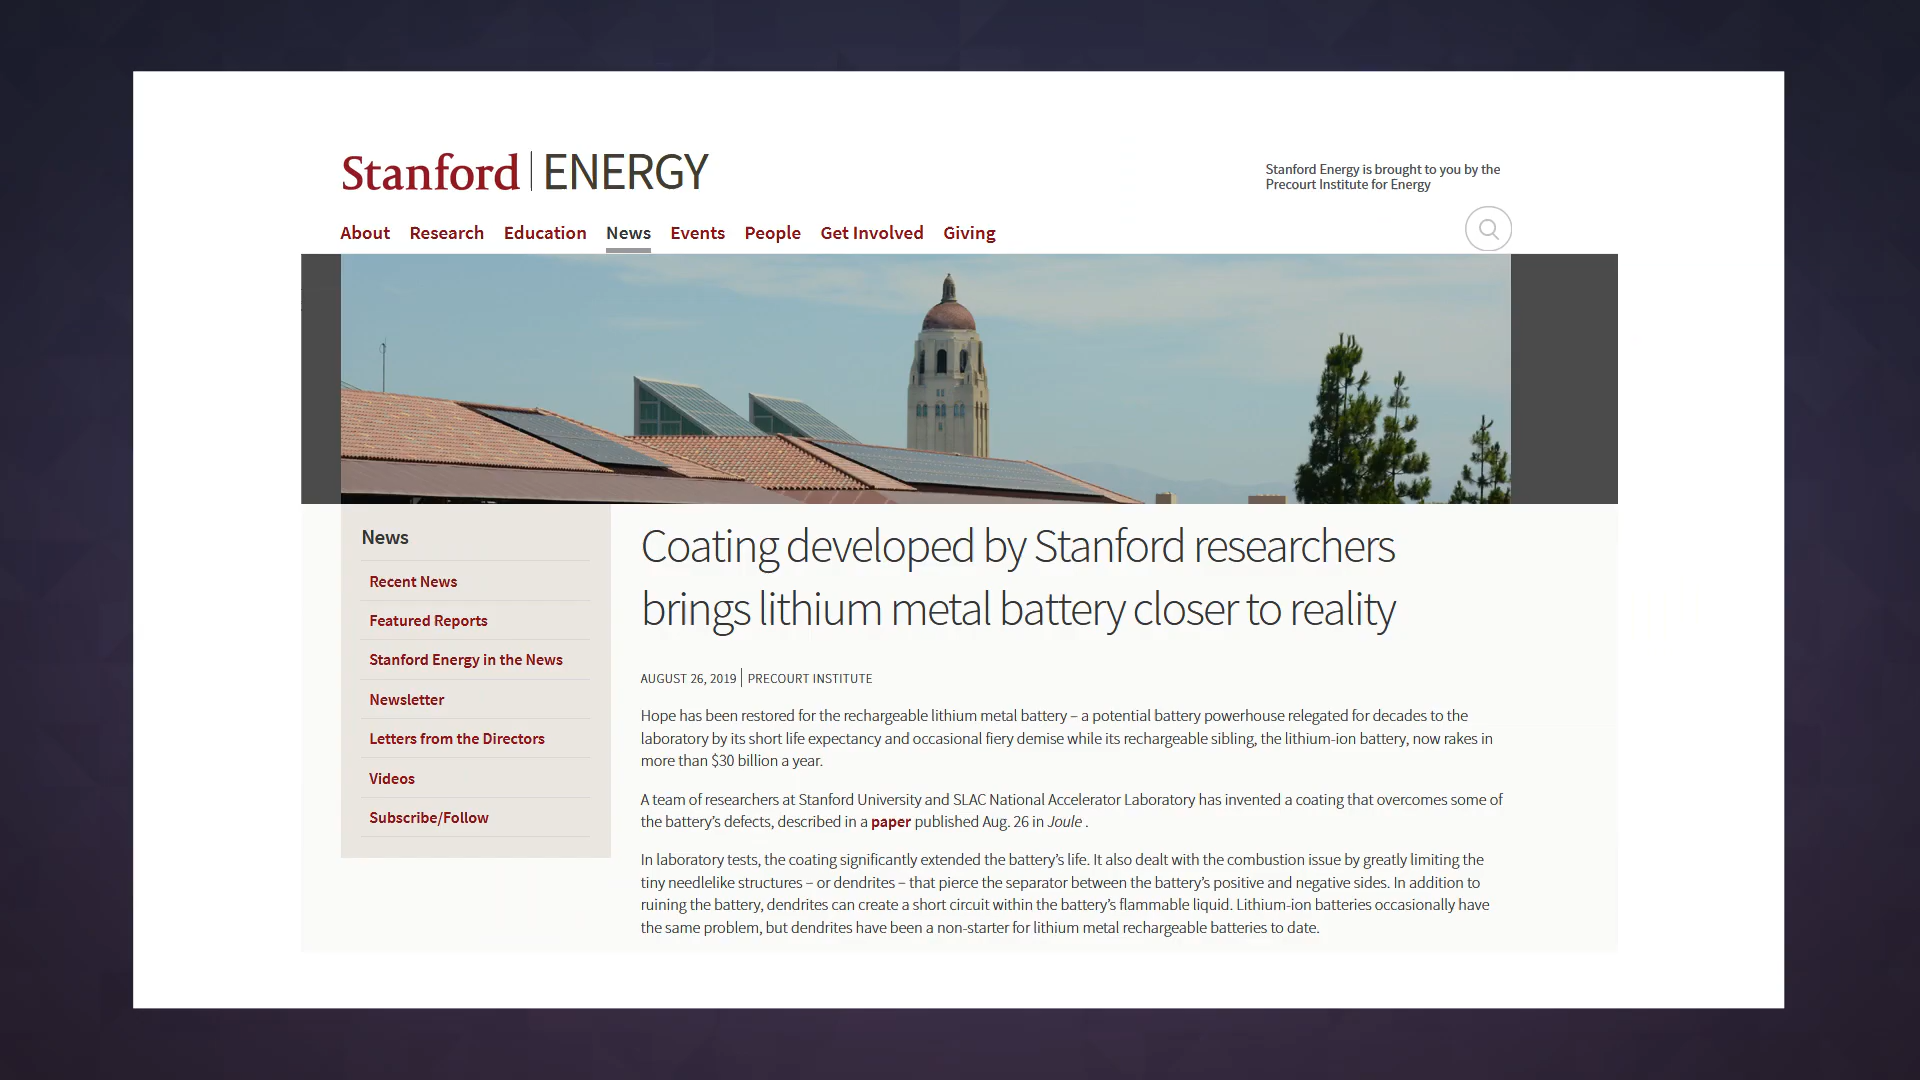 Stanford ENERGY
Stanford Energy is brought to you by the
Precourt Institute for Energy
About Research Education News Events People Get Involved Giving
News
Recent News
Featured Reports
Stanford Energy in the News
Newsletter
Letters from the Directors
Videos
Subscribe/Follow
Coating developed by Stanford researchers
brings lithium metal battery closer to reality
AUGUST 26, 2019 | PRECOURT INSTITUTE
Hope has been restored for the rechargeable lithium metal battery – a potential battery powerhouse relegated for decades to the
laboratory by its short life expectancy and occasional fiery demise while its rechargeable sibling, the lithium-ion battery, now rakes in
more than $30 billion a year.
A team of researchers at Stanford University and SLAC National Accelerator Laboratory has invented a coating that overcomes some of
the battery’s defects, described in a paper published Aug. 26 in Joule .
In laboratory tests, the coating significantly extended the battery’s life. It also dealt with the combustion issue by greatly limiting the
tiny needlelike structures – or dendrites – that pierce the separator between the battery’s positive and negative sides. In addition to
ruining the battery, dendrites can create a short circuit within the battery’s flammable liquid. Lithium-ion batteries occasionally have
the same problem, but dendrites have been a non-starter for lithium metal rechargeable batteries to date.